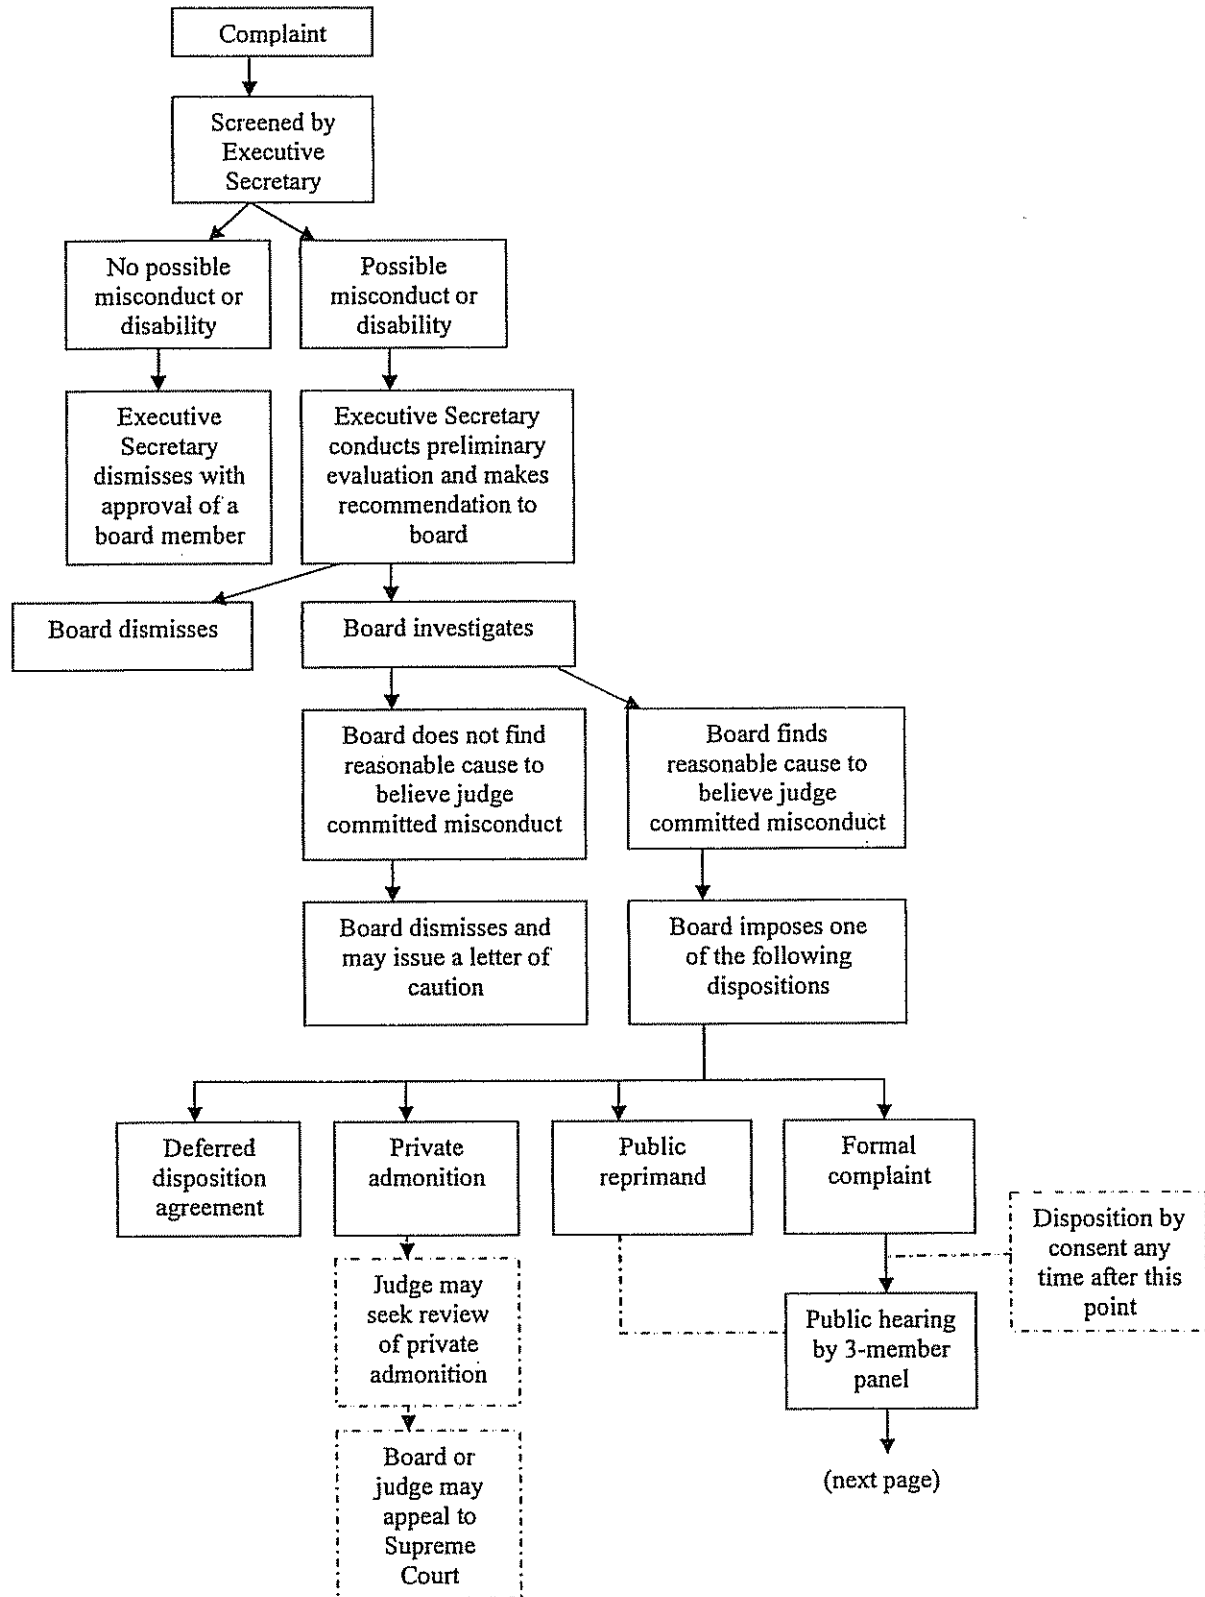 Complaint
Screened by
Executive
Secretary
No possible
misconduct or
disability
Possible
misconduct or
disability
Executive
Secretary
dismisses with
approval of a
board member
Executive Secretary
conducts preliminary
evaluation and makes
recommendation to
board
Board dismisses
Board investigates
Board does not find
reasonable cause to
believe judge
committed misconduct
Board finds
reasonable cause to
believe judge
committed misconduct
Board dismisses and
may issue a letter of
caution
Board imposes one
of the following
dispositions
Deferred
disposition
agreement
Private
admonition
Public
reprimand
Formal
complaint
Disposition by
consent any
time after this
point
Judge may
seek review
of private
admonition
Public hearing
by 3-member
panel
Board or
judge may
appeal to
Supreme
Court
(next page)